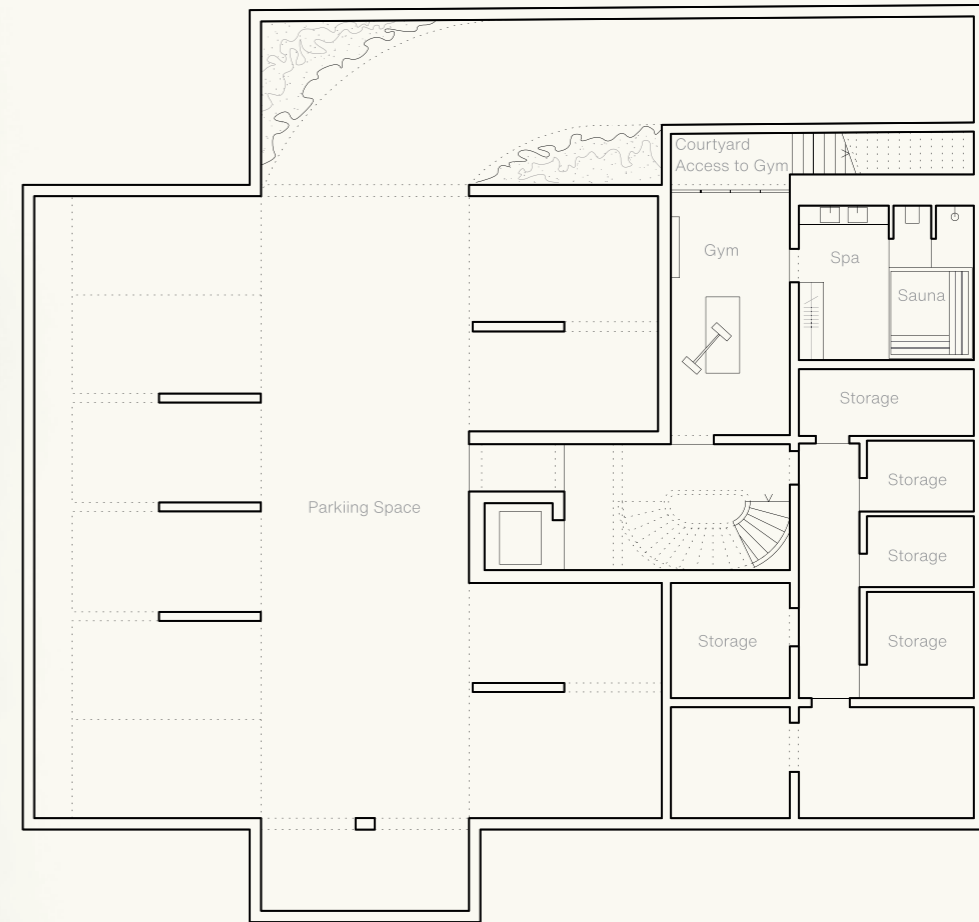 Courtyard
Access to Gym
Gym
Spa
Sauna
Storage
Storage
Parkiing Space
Storage
Storage
Storage